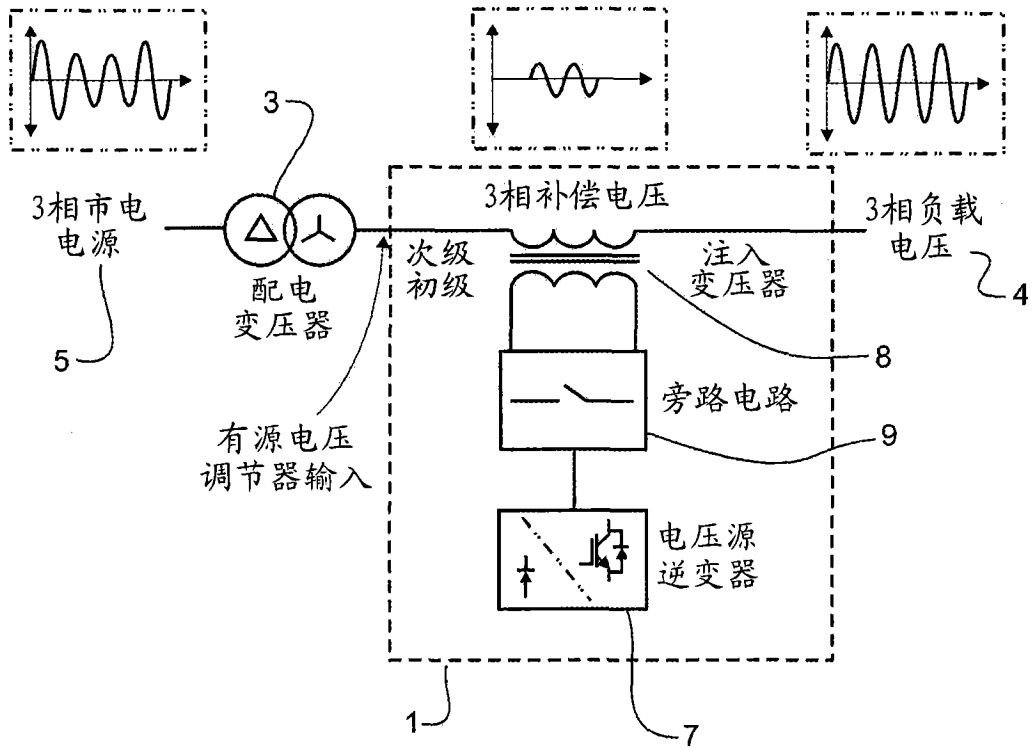 3
3相市电
电源
5
配电
变压器
有源电压
调节器输入
3相补偿电压
次级
初级
注入
变压器
3相负载
电压
4
8
旁路电路
9
电压源
逆变器
1
7